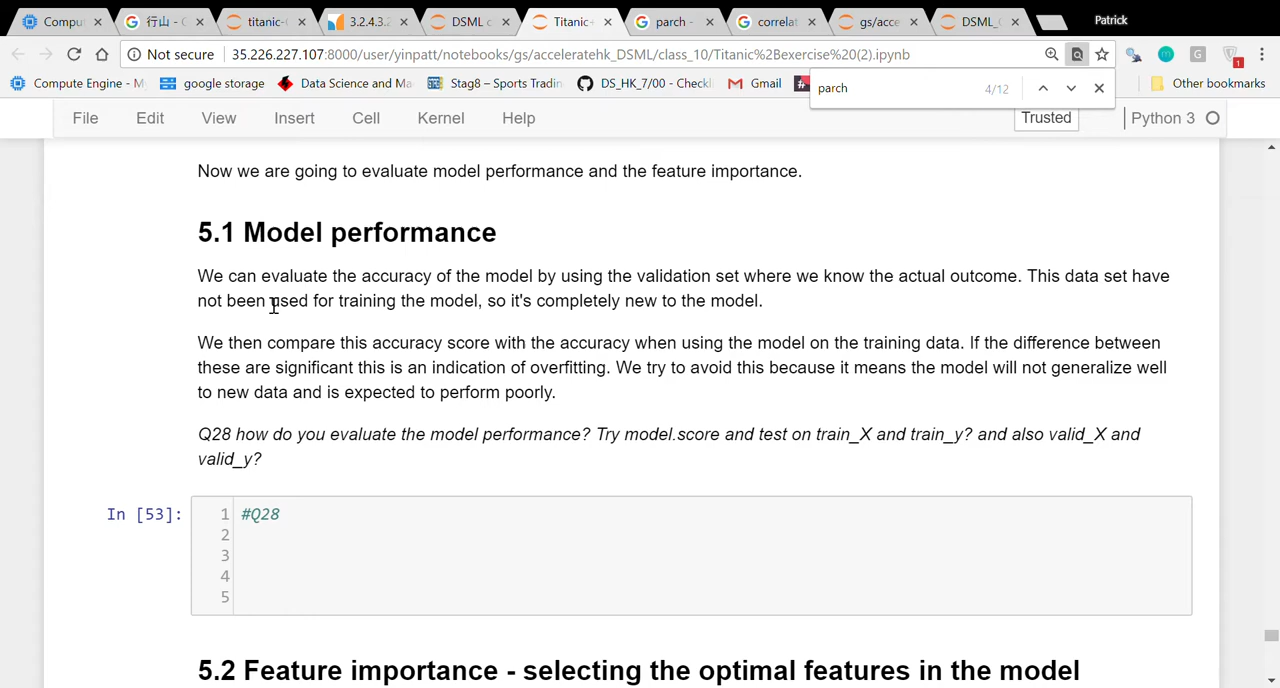 Comput
行山 - G
titanic-
3.2.4.3.
DSML c
Titanic+
parch -
correlat
gs/acce
DSML_
Patrick
Not secure 35.226.227.107:8000/user/yinpatt/notebooks/gs/acceleratehk_DSML/class_10/Titanic%2Bexercise%20(2).ipynb
Compute Engine - My
google storage
Data Science and Ma
Stag8 – Sports Tradin
DS_HK_7/00 - Checkl
Gmail
Other bookmarks
parch 4/12
File Edit View Insert Cell Kernel Help Trusted Python 3
Now we are going to evaluate model performance and the feature importance.
5.1 Model performance
We can evaluate the accuracy of the model by using the validation set where we know the actual outcome. This data set have
not been used for training the model, so it's completely new to the model.
We then compare this accuracy score with the accuracy when using the model on the training data. If the difference between
these are significant this is an indication of overfitting. We try to avoid this because it means the model will not generalize well
to new data and is expected to perform poorly.
Q28 how do you evaluate the model performance? Try model.score and test on train_X and train_y? and also valid_X and
valid_y?
In [53]: 1 #Q28
2
3
4
5
5.2 Feature importance - selecting the optimal features in the model